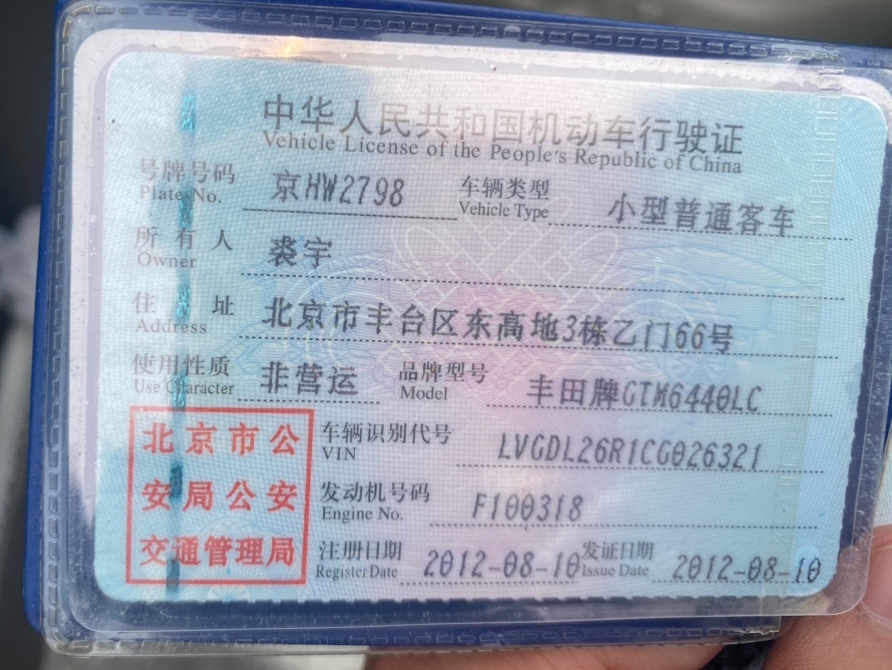 中华人民共和国机动车行驶证
Vehicle License of the People's Republic of China
号牌号码 京HW2798 车辆类型 小型普通客车
Plate No. Vehicle Type
所有人 裘宇
Owner
住址 北京市丰台区东高地3栋乙门66号
Address
使用性质 非营运 品牌型号 丰田牌GTM6440LC
Use Character Model
北京市公安局公安交通管理局
车辆识别代号 LVGDL26R1CG026321
VIN
发动机号码 F100318
Engine No.
注册日期 2012-08-10 发证日期 2012-08-10
Register Date Issue Date